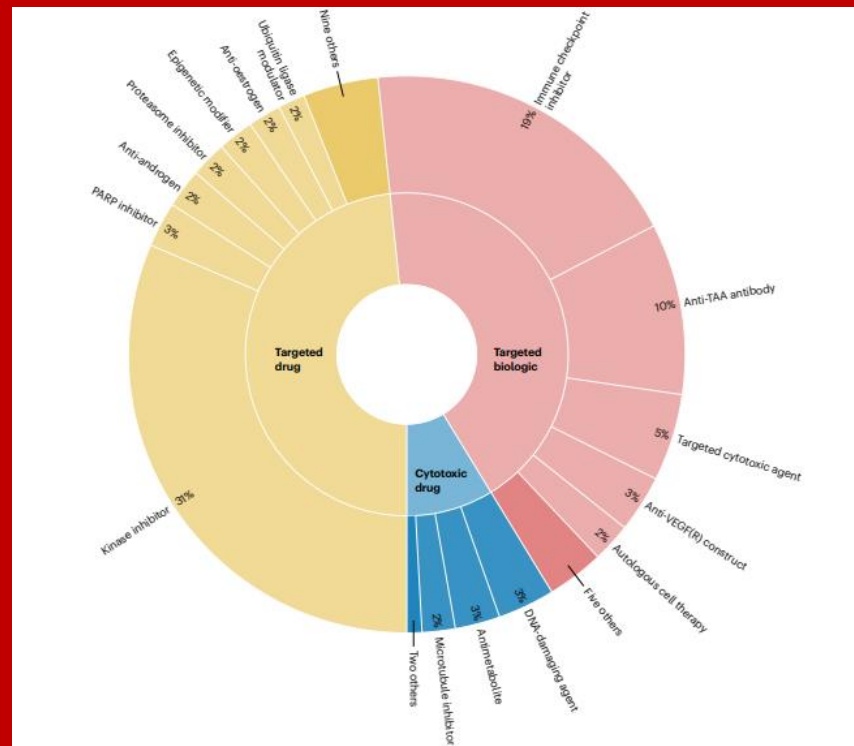 Nine others
Ubiquitin ligase
modulator
2%
Anti-oestrogen
2%
Epigenetic modifier
2%
Proteasome inhibitor
2%
Anti-androgen
2%
PARP inhibitor
3%
Kinase inhibitor
31%
Targeted
drug
Immune checkpoint
inhibitor
19%
10%
Anti-TAA antibody
5%
Targeted cytotoxic agent
3%
Anti-VEGF(R) construct
2%
Autologous cell therapy
Five others
Targeted
biologic
Cytotoxic
drug
3%
DNA-damaging agent
3%
Antimetabolite
2%
Microtubule inhibitor
Two others